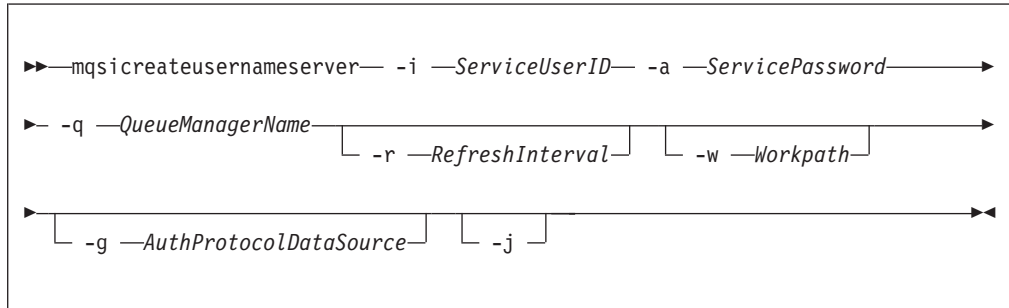 mqsicreateusernameserver -i ServiceUserID -a ServicePassword
-q QueueManagerName
-r RefreshInterval -w Workpath
-g AuthProtocolDataSource -j